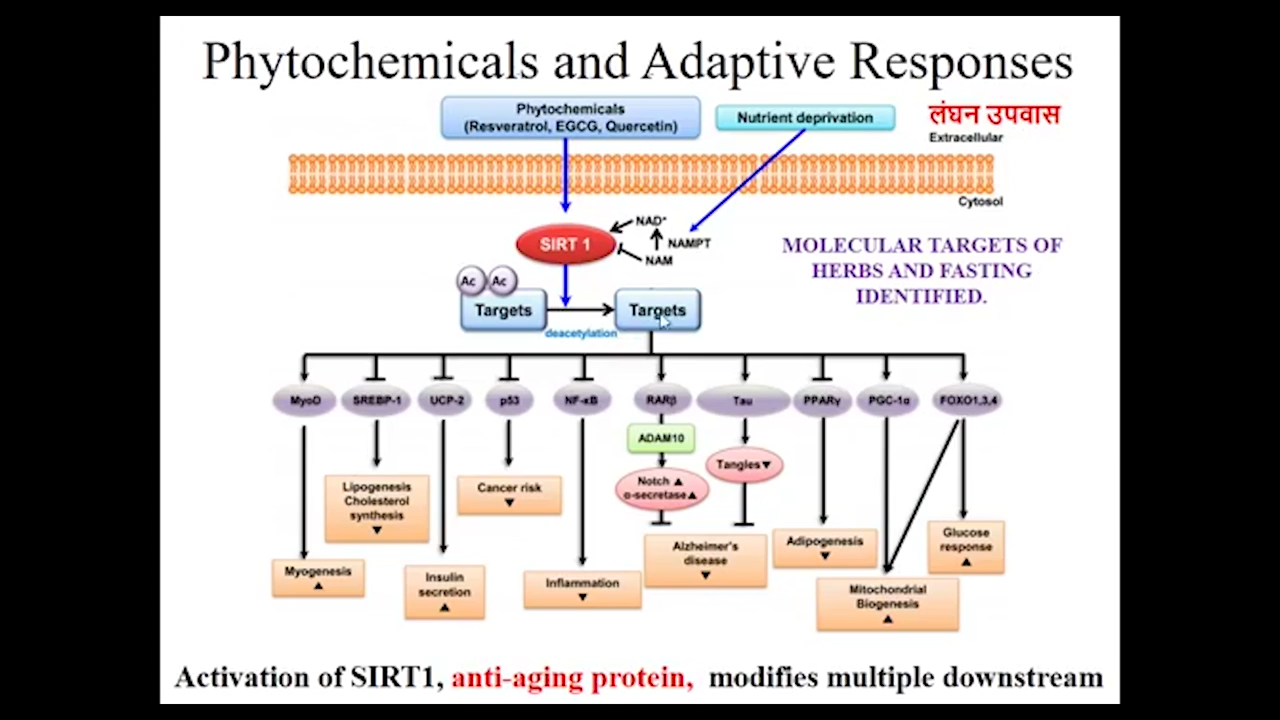 Phytochemicals and Adaptive Responses
Phytochemicals
(Resveratrol, EGCG, Quercetin)
Nutrient deprivation
लंघन उपवास
Extracellular
Cytosol
NAD⁺
SIRT 1
NAMPT
NAM
MOLECULAR TARGETS OF
HERBS AND FASTING
IDENTIFIED.
Ac Ac
Targets
Targets
deacetylation
MyoD
SREBP-1
UCP-2
p53
NF-κB
RARβ
Tau
PPARγ
PGC-1α
FOXO1,3,4
ADAM10
Tangles▼
Notch ▲
α-secretase▲
Lipogenesis
Cholesterol
synthesis
▼
Cancer risk
▼
Myogenesis
▲
Insulin
secretion
▲
Inflammation
▼
Alzheimer's
disease
▼
Adipogenesis
▼
Glucose
response
▲
Mitochondrial
Biogenesis
▲
Activation of SIRT1, anti-aging protein, modifies multiple downstream